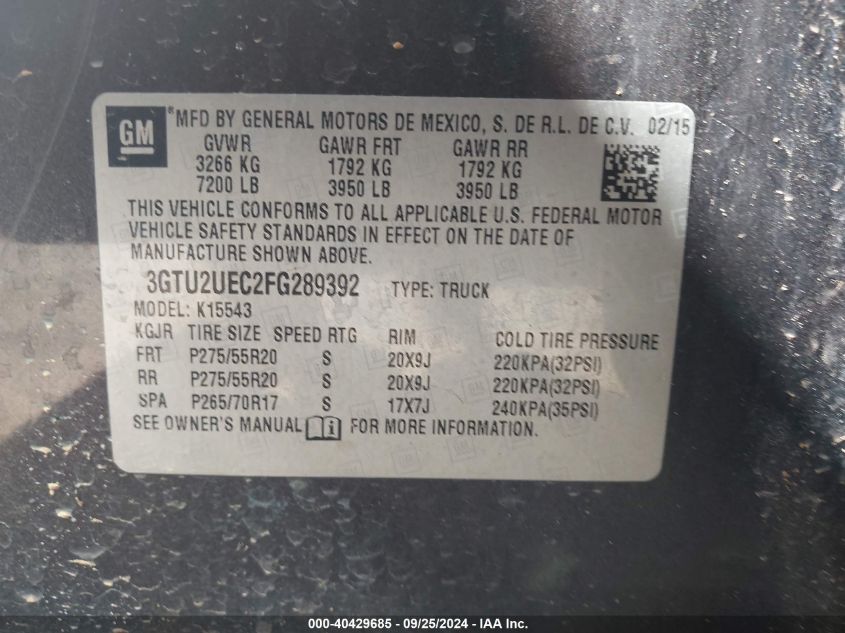 GM ® MFD BY GENERAL MOTORS DE MEXICO, S. DE R.L. DE C.V. 02/15
GVWR GAWR FRT GAWR RR
3266 KG 1792 KG 1792 KG
7200 LB 3950 LB 3950 LB
THIS VEHICLE CONFORMS TO ALL APPLICABLE U.S. FEDERAL MOTOR
VEHICLE SAFETY STANDARDS IN EFFECT ON THE DATE OF
MANUFACTURE SHOWN ABOVE.
3GTU2UEC2FG289392 TYPE: TRUCK
MODEL: K15543
KGJR TIRE SIZE SPEED RTG RIM COLD TIRE PRESSURE
FRT P275/55R20 S 20X9J 220KPA(32PSI)
RR P275/55R20 S 20X9J 220KPA(32PSI)
SPA P265/70R17 S 17X7J 240KPA(35PSI)
SEE OWNER'S MANUAL i FOR MORE INFORMATION.
000-40429685 - 09/25/2024 - IAA Inc.